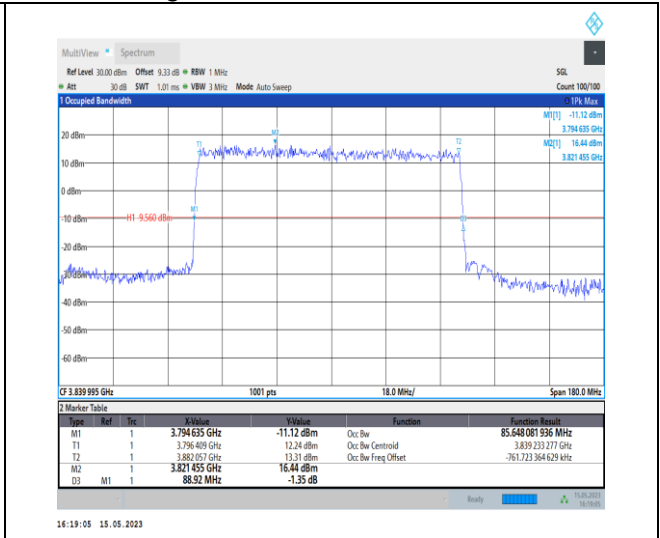 MultiView Spectrum
Ref Level 30.00 dBm Offset 9.33 dB RBW 1 MHz SGL
Att 30 dB SWT 1.01 ms VBW 3 MHz Mode Auto Sweep Count 100/100
1 Occupied Bandwidth 1Pk Max
M1[1] -11.12 dBm
3.794 635 GHz
M2[1] 16.44 dBm
3.821 455 GHz
20 dBm
M2
T1
T2
10 dBm
0 dBm
M1
-10 dBm H1 -9.560 dBm
D3
-20 dBm
-30 dBm
-40 dBm
-50 dBm
-60 dBm
CF 3.839 995 GHz 1001 pts 18.0 MHz/ Span 180.0 MHz
2 Marker Table
Type Ref Trc X-Value Y-Value Function Function Result
M1 1 3.794 635 GHz -11.12 dBm Occ Bw 85.648 081 936 MHz
T1 1 3.796 409 GHz 12.24 dBm Occ Bw Centroid 3.839 233 277 GHz
T2 1 3.882 057 GHz 13.31 dBm Occ Bw Freq Offset -761.723 364 629 kHz
M2 1 3.821 455 GHz 16.44 dBm
D3 M1 1 88.92 MHz -1.35 dB
Ready 15.05.2023
16:19:05
16:19:05 15.05.2023